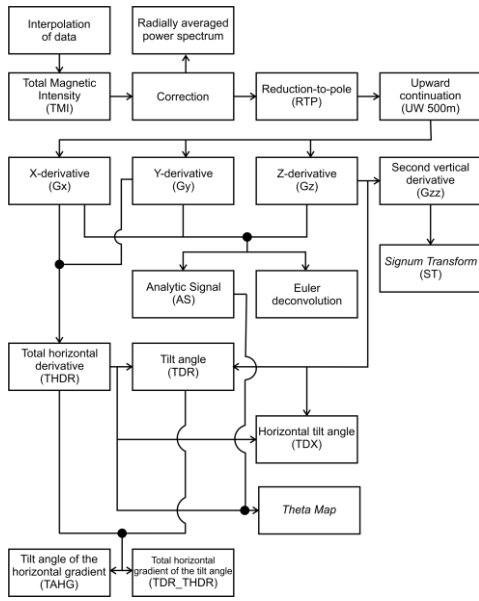 Interpolation
of data
Radially averaged
power spectrum
Total Magnetic
Intensity
(TMI)
Correction
Reduction-to-pole
(RTP)
Upward
continuation
(UW 500m)
X-derivative
(Gx)
Y-derivative
(Gy)
Z-derivative
(Gz)
Second vertical
derivative
(Gzz)
Signum Transform
(ST)
Analytic Signal
(AS)
Euler
deconvolution
Total horizontal
derivative
(THDR)
Tilt angle
(TDR)
Horizontal tilt angle
(TDX)
Theta Map
Tilt angle of the
horizontal gradient
(TAHG)
Total horizontal
gradient of the tilt angle
(TDR_THDR)